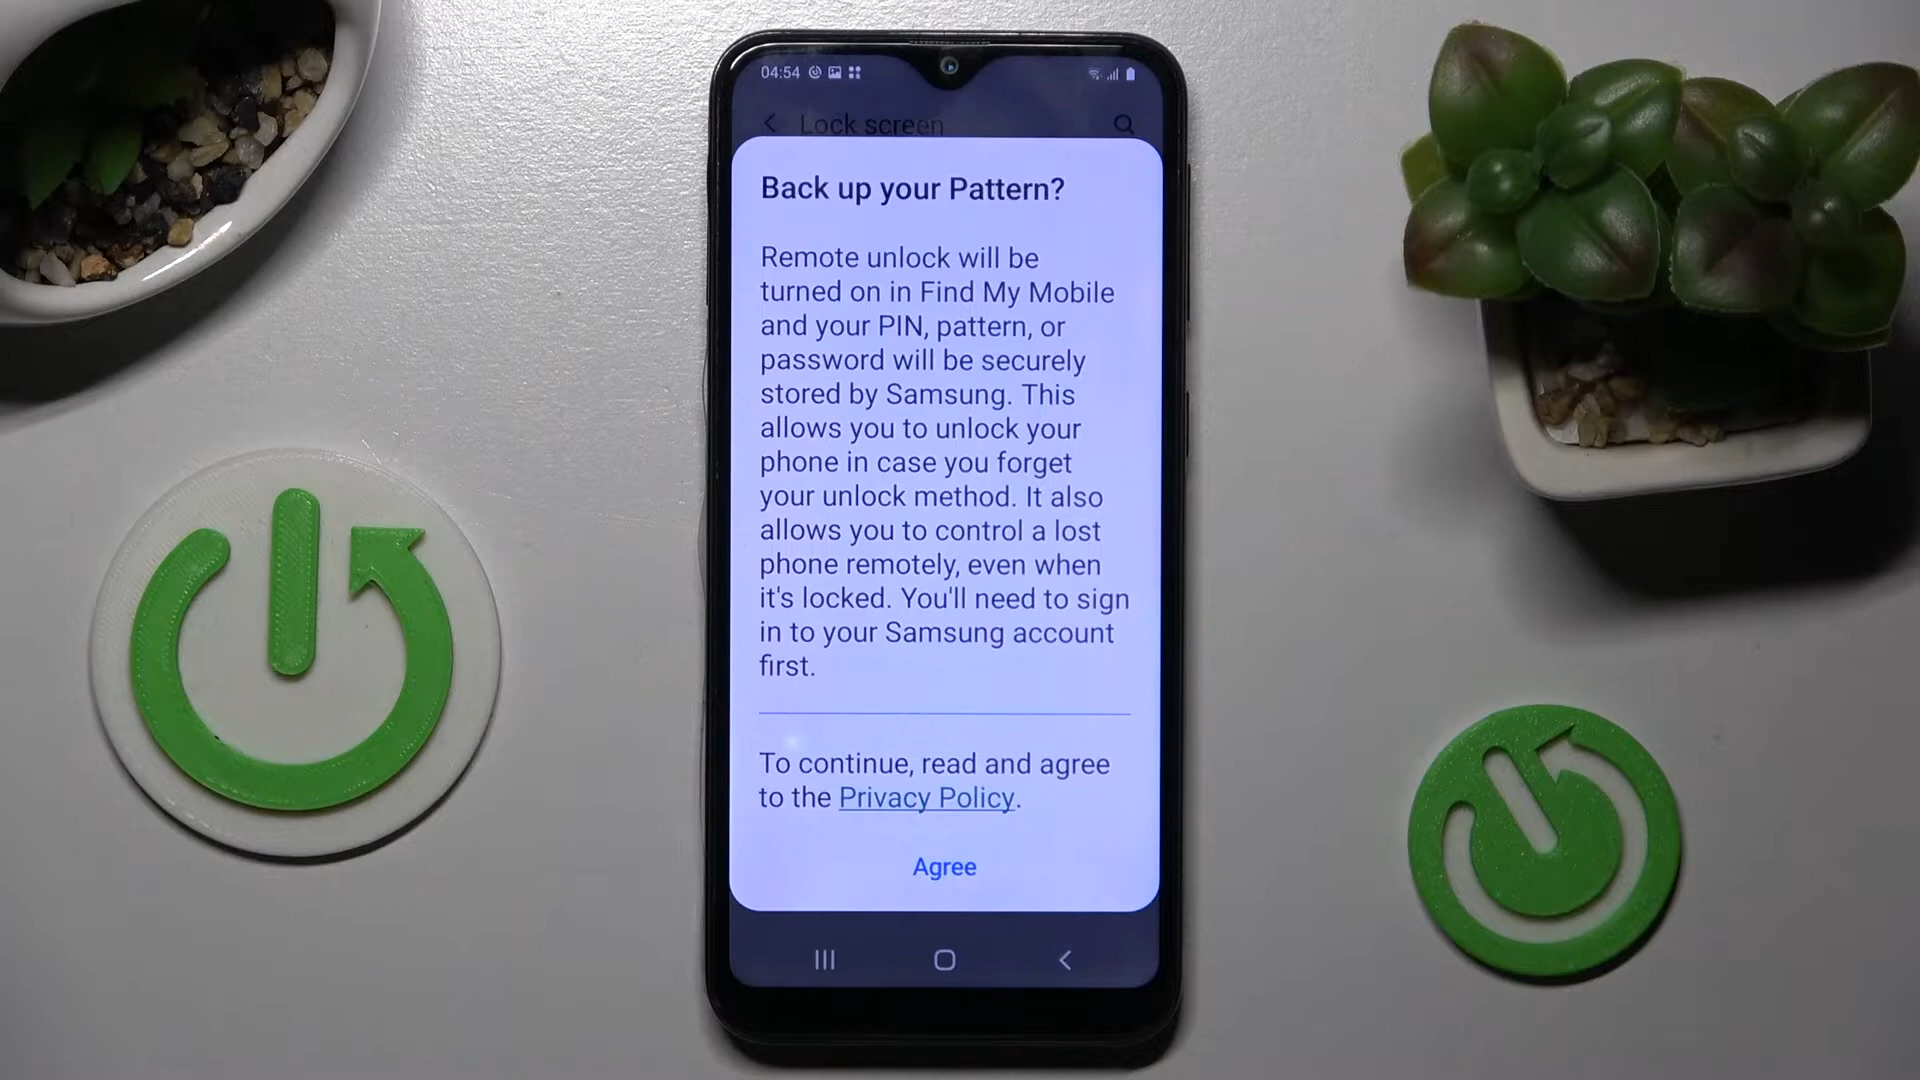 04:54
Lock screen
Back up your Pattern?
Remote unlock will be
turned on in Find My Mobile
and your PIN, pattern, or
password will be securely
stored by Samsung. This
allows you to unlock your
phone in case you forget
your unlock method. It also
allows you to control a lost
phone remotely, even when
it's locked. You'll need to sign
in to your Samsung account
first.
To continue, read and agree
to the Privacy Policy.
Agree